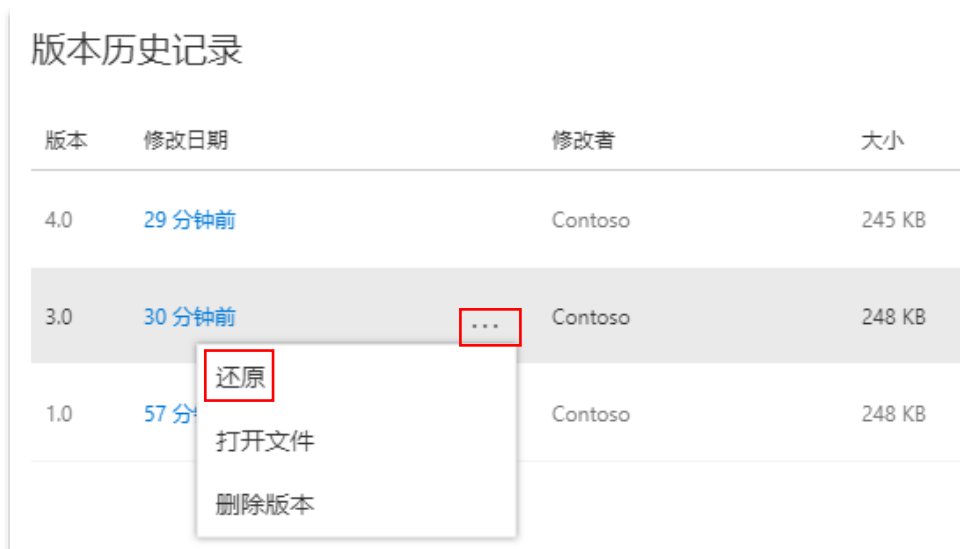 版本历史记录
版本 修改日期 修改者 大小
4.0 29 分钟前 Contoso 245 KB
3.0 30 分钟前 ··· Contoso 248 KB
还原
1.0 57 Contoso 248 KB
打开文件
删除版本